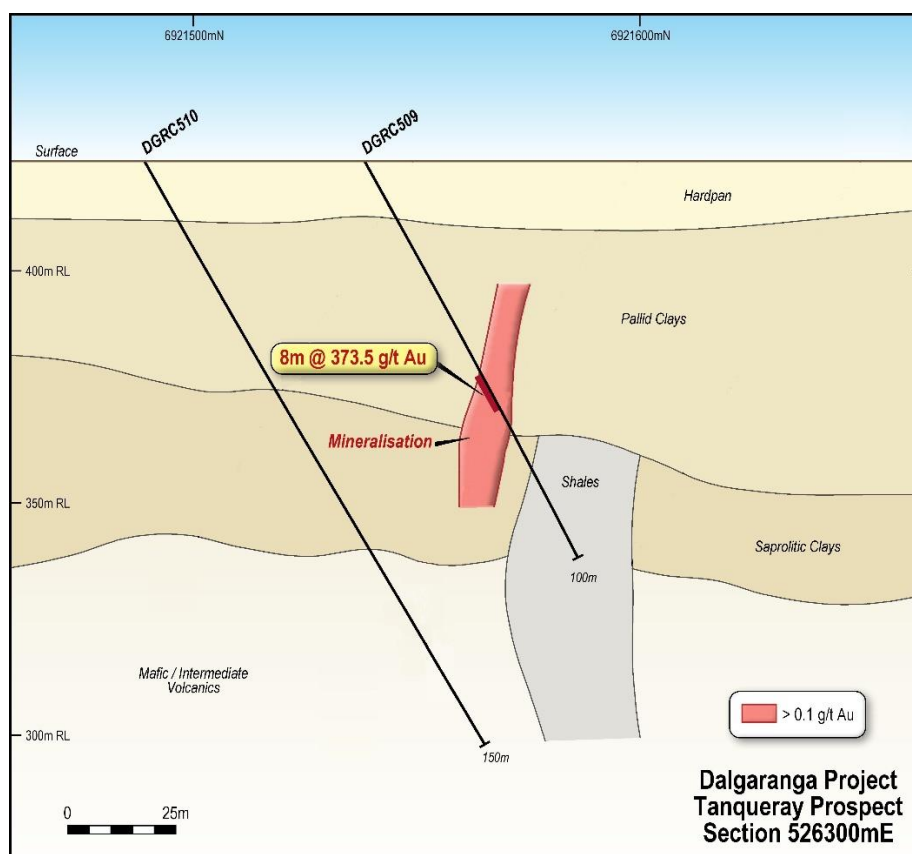 6921500mN
6921600mN
DGRC510
DGRC509
Surface
Hardpan
400m RL
Pallid Clays
8m @ 373.5 g/t Au
Mineralisation
Shales
350m RL
Saprolitic Clays
100m
Mafic / Intermediate
Volcanics
> 0.1 g/t Au
300m RL
150m
Dalgaranga Project
Tanqueray Prospect
Section 526300mE
0 25m